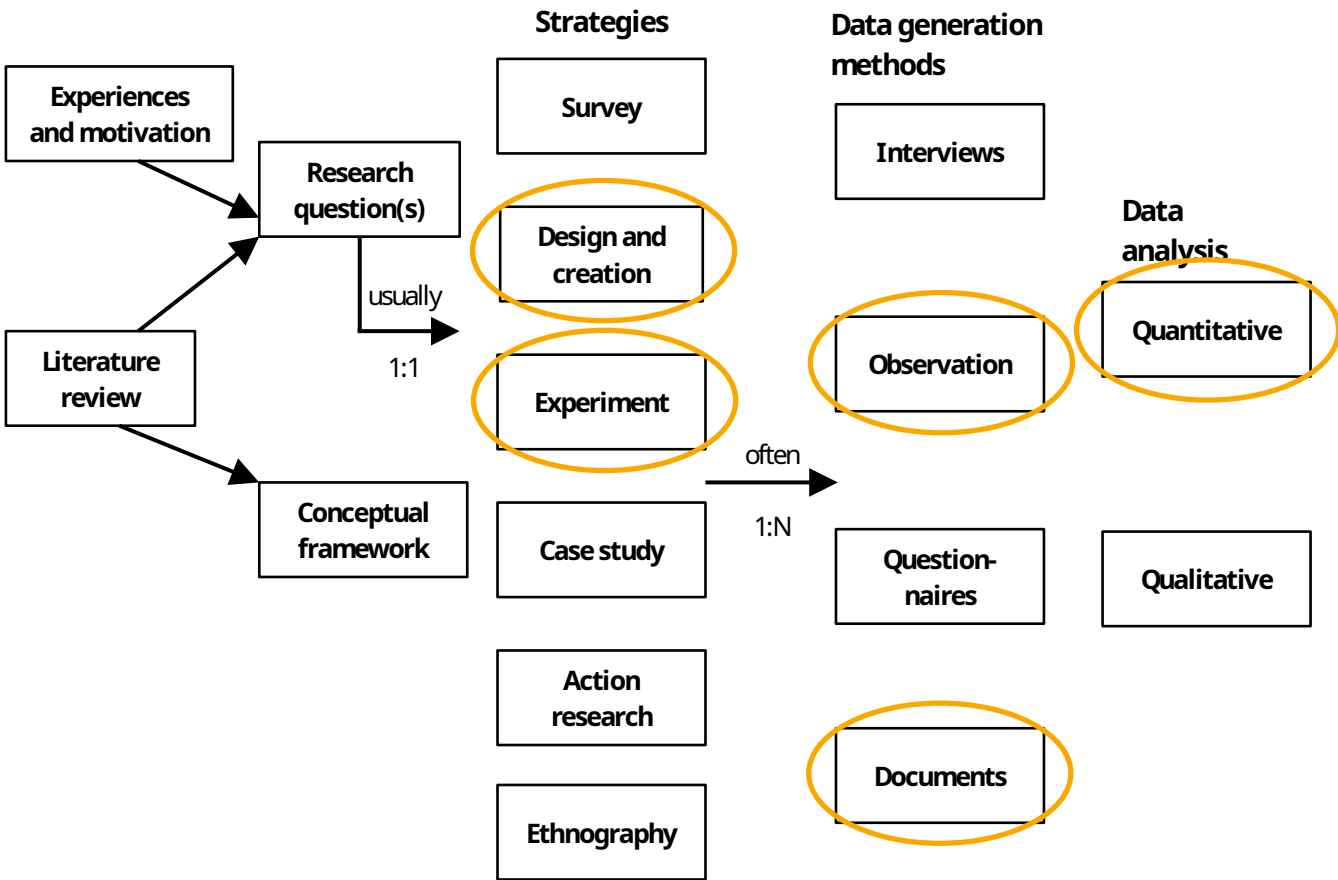 Strategies
Data generation
methods
Experiences
and motivation
Research
question(s)
Literature
review
Conceptual
framework
usually
1:1
Survey
Design and
creation
Experiment
Case study
Action
research
Ethnography
often
1:N
Interviews
Observation
Question-
naires
Documents
Data
analysis
Quantitative
Qualitative